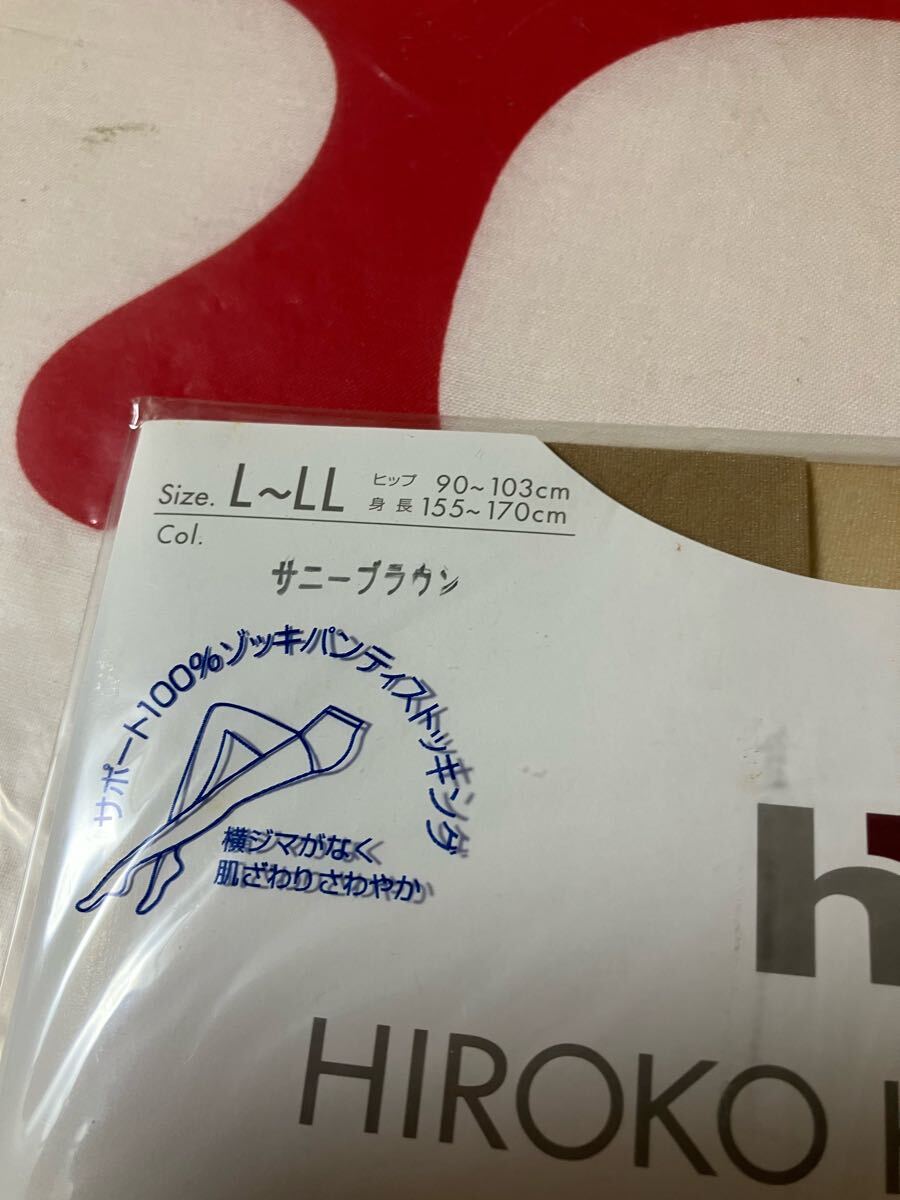 Size. L~LL ヒップ 90~103cm
身長 155~170cm
Col.
サニーブラウン
サポート100%ゾッキパンティストッキング
横ジマがなく
肌ざわりさわやか
h
HIROKO